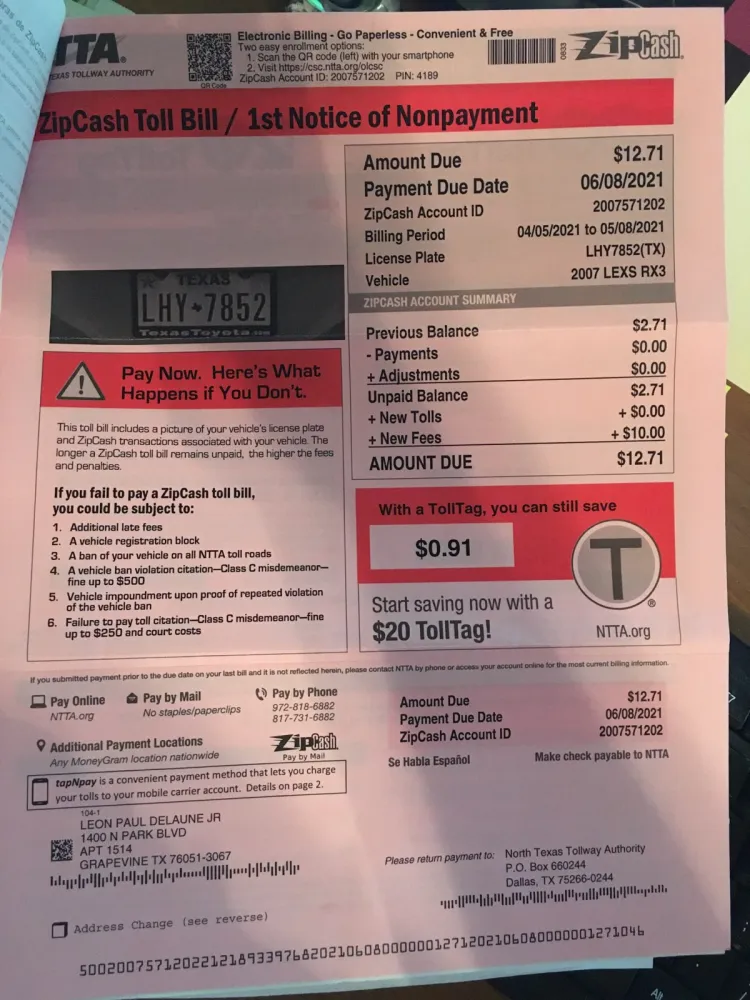 TTA.
EXAS TOLLWAY AUTHORITY
QR Code
Electronic Billing - Go Paperless - Convenient & Free
Two easy enrollment options:
1. Scan the QR code (left) with your smartphone
2. Visit https://csc.ntta.org/olcsc
ZipCash Account ID: 2007571202 PIN: 4189
0833
ZipCash®
ZipCash Toll Bill / 1st Notice of Nonpayment
Amount Due $12.71
Payment Due Date 06/08/2021
ZipCash Account ID 2007571202
Billing Period 04/05/2021 to 05/08/2021
License Plate LHY7852(TX)
Vehicle 2007 LEXS RX3
ZIPCASH ACCOUNT SUMMARY
Previous Balance $2.71
- Payments $0.00
+ Adjustments $0.00
Unpaid Balance $2.71
+ New Tolls + $0.00
+ New Fees + $10.00
AMOUNT DUE $12.71
TEXAS
LHY 7852
TexasToyota.com
Pay Now. Here's What
Happens if You Don't.
This toll bill includes a picture of your vehicle's license plate
and ZipCash transactions associated with your vehicle. The
longer a ZipCash toll bill remains unpaid, the higher the fees
and penalties.
If you fail to pay a ZipCash toll bill,
you could be subject to:
1. Additional late fees
2. A vehicle registration block
3. A ban of your vehicle on all NTTA toll roads
4. A vehicle ban violation citation—Class C misdemeanor—
fine up to $500
5. Vehicle impoundment upon proof of repeated violation
of the vehicle ban
6. Failure to pay toll citation—Class C misdemeanor—fine
up to $250 and court costs
With a TollTag, you can still save
$0.91
Start saving now with a
$20 TollTag!
T®
NTTA.org
If you submitted payment prior to the due date on your last bill and it is not reflected herein, please contact NTTA by phone or access your account online for the most current billing information.
Pay Online
NTTA.org
Pay by Mail
No staples/paperclips
Pay by Phone
972-818-6882
817-731-6882
Additional Payment Locations
Any MoneyGram location nationwide
ZipCash
Pay by Mail
tapNpay is a convenient payment method that lets you charge
your tolls to your mobile carrier account. Details on page 2.
Amount Due $12.71
Payment Due Date 06/08/2021
ZipCash Account ID 2007571202
Se Habla Español Make check payable to NTTA
104-1
LEON PAUL DELAUNE JR
1400 N PARK BLVD
APT 1514
GRAPEVINE TX 76051-3067
Please return payment to: North Texas Tollway Authority
P.O. Box 660244
Dallas, TX 75266-0244
Address Change (see reverse)
5002007571202212189339768202106080000001271202106080000001271046